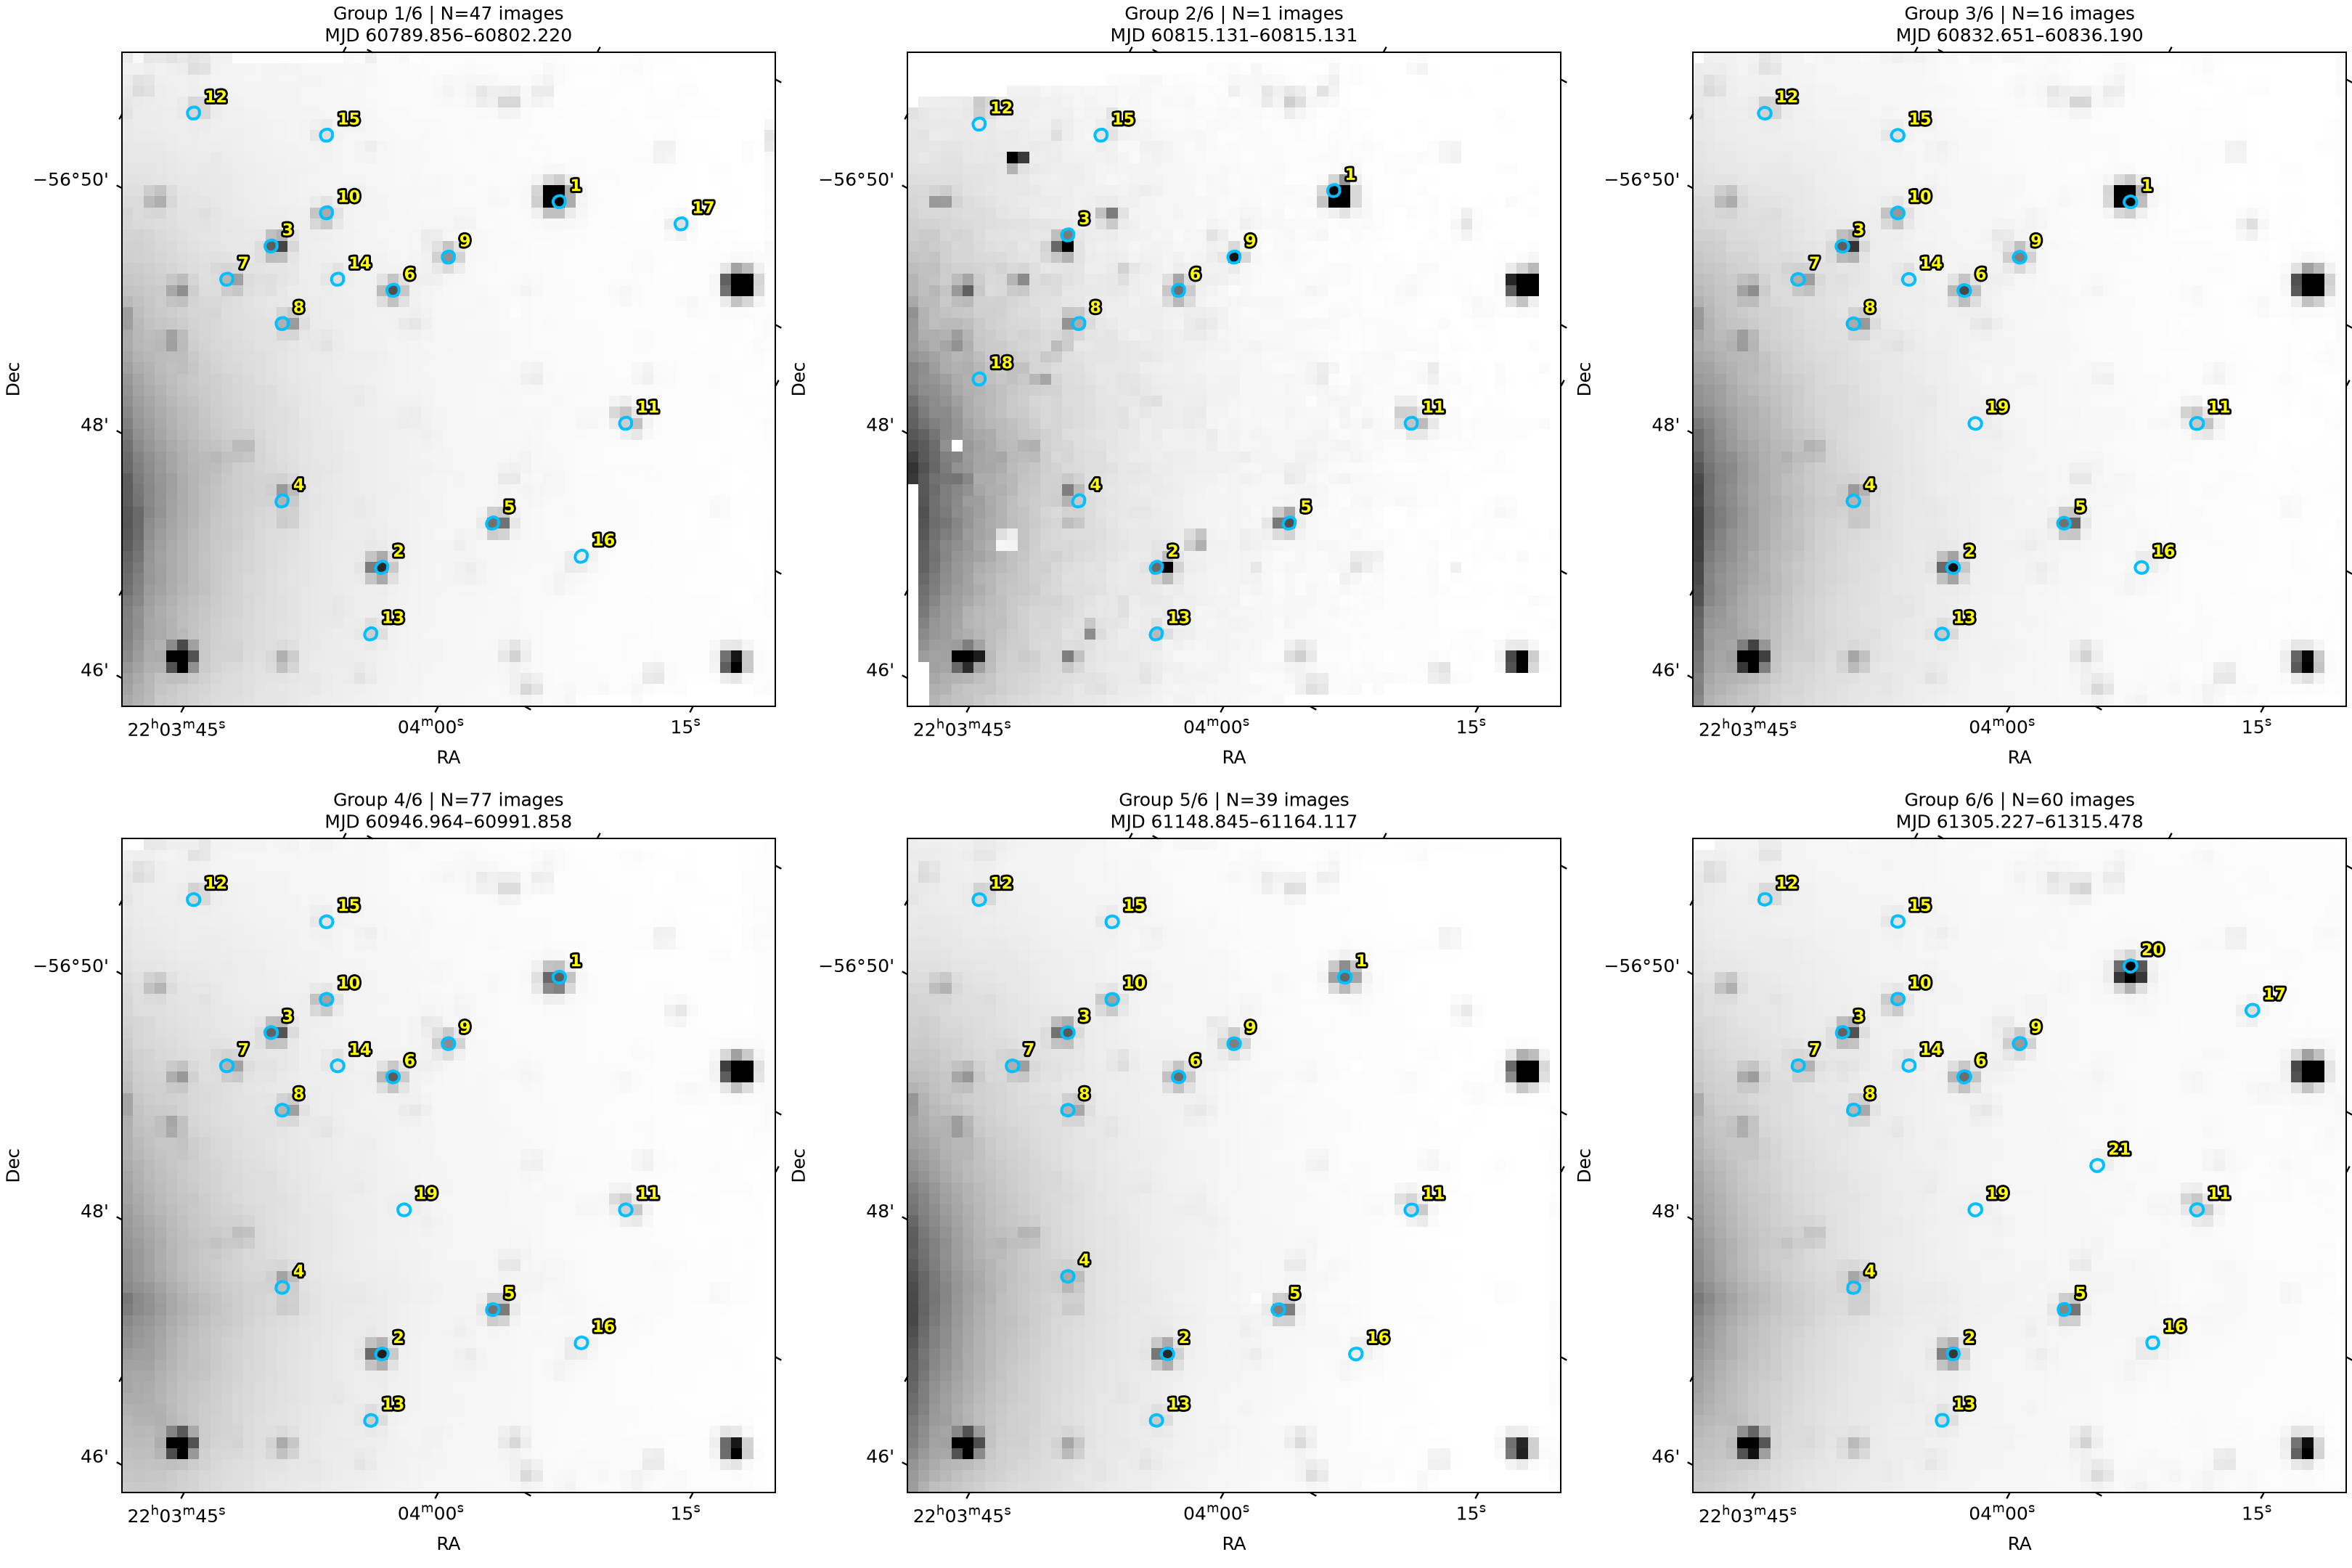 Group 1/6 | N=47 images
MJD 60789.856–60802.220
12
15
10
1
17
3
9
7
14
6
8
11
4
5
2
16
13
−56°50'
48'
46'
Dec
22h03m45s
04m00s
15s
RA
Group 2/6 | N=1 images
MJD 60815.131–60815.131
12
15
1
3
9
6
8
18
11
4
5
2
13
−56°50'
48'
46'
Dec
22h03m45s
04m00s
15s
RA
Group 3/6 | N=16 images
MJD 60832.651–60836.190
12
15
10
1
3
9
7
14
6
8
19
11
4
5
2
16
13
−56°50'
48'
46'
Dec
22h03m45s
04m00s
15s
RA
Group 4/6 | N=77 images
MJD 60946.964–60991.858
12
15
1
10
3
9
7
14
6
8
19
11
4
5
2
16
13
−56°50'
48'
46'
Dec
22h03m45s
04m00s
15s
RA
Group 5/6 | N=39 images
MJD 61148.845–61164.117
12
15
1
10
3
9
7
6
8
11
4
5
2
16
13
−56°50'
48'
46'
Dec
22h03m45s
04m00s
15s
RA
Group 6/6 | N=60 images
MJD 61305.227–61315.478
12
15
20
10
17
3
9
7
14
6
8
21
19
11
4
5
2
16
13
−56°50'
48'
46'
Dec
22h03m45s
04m00s
15s
RA